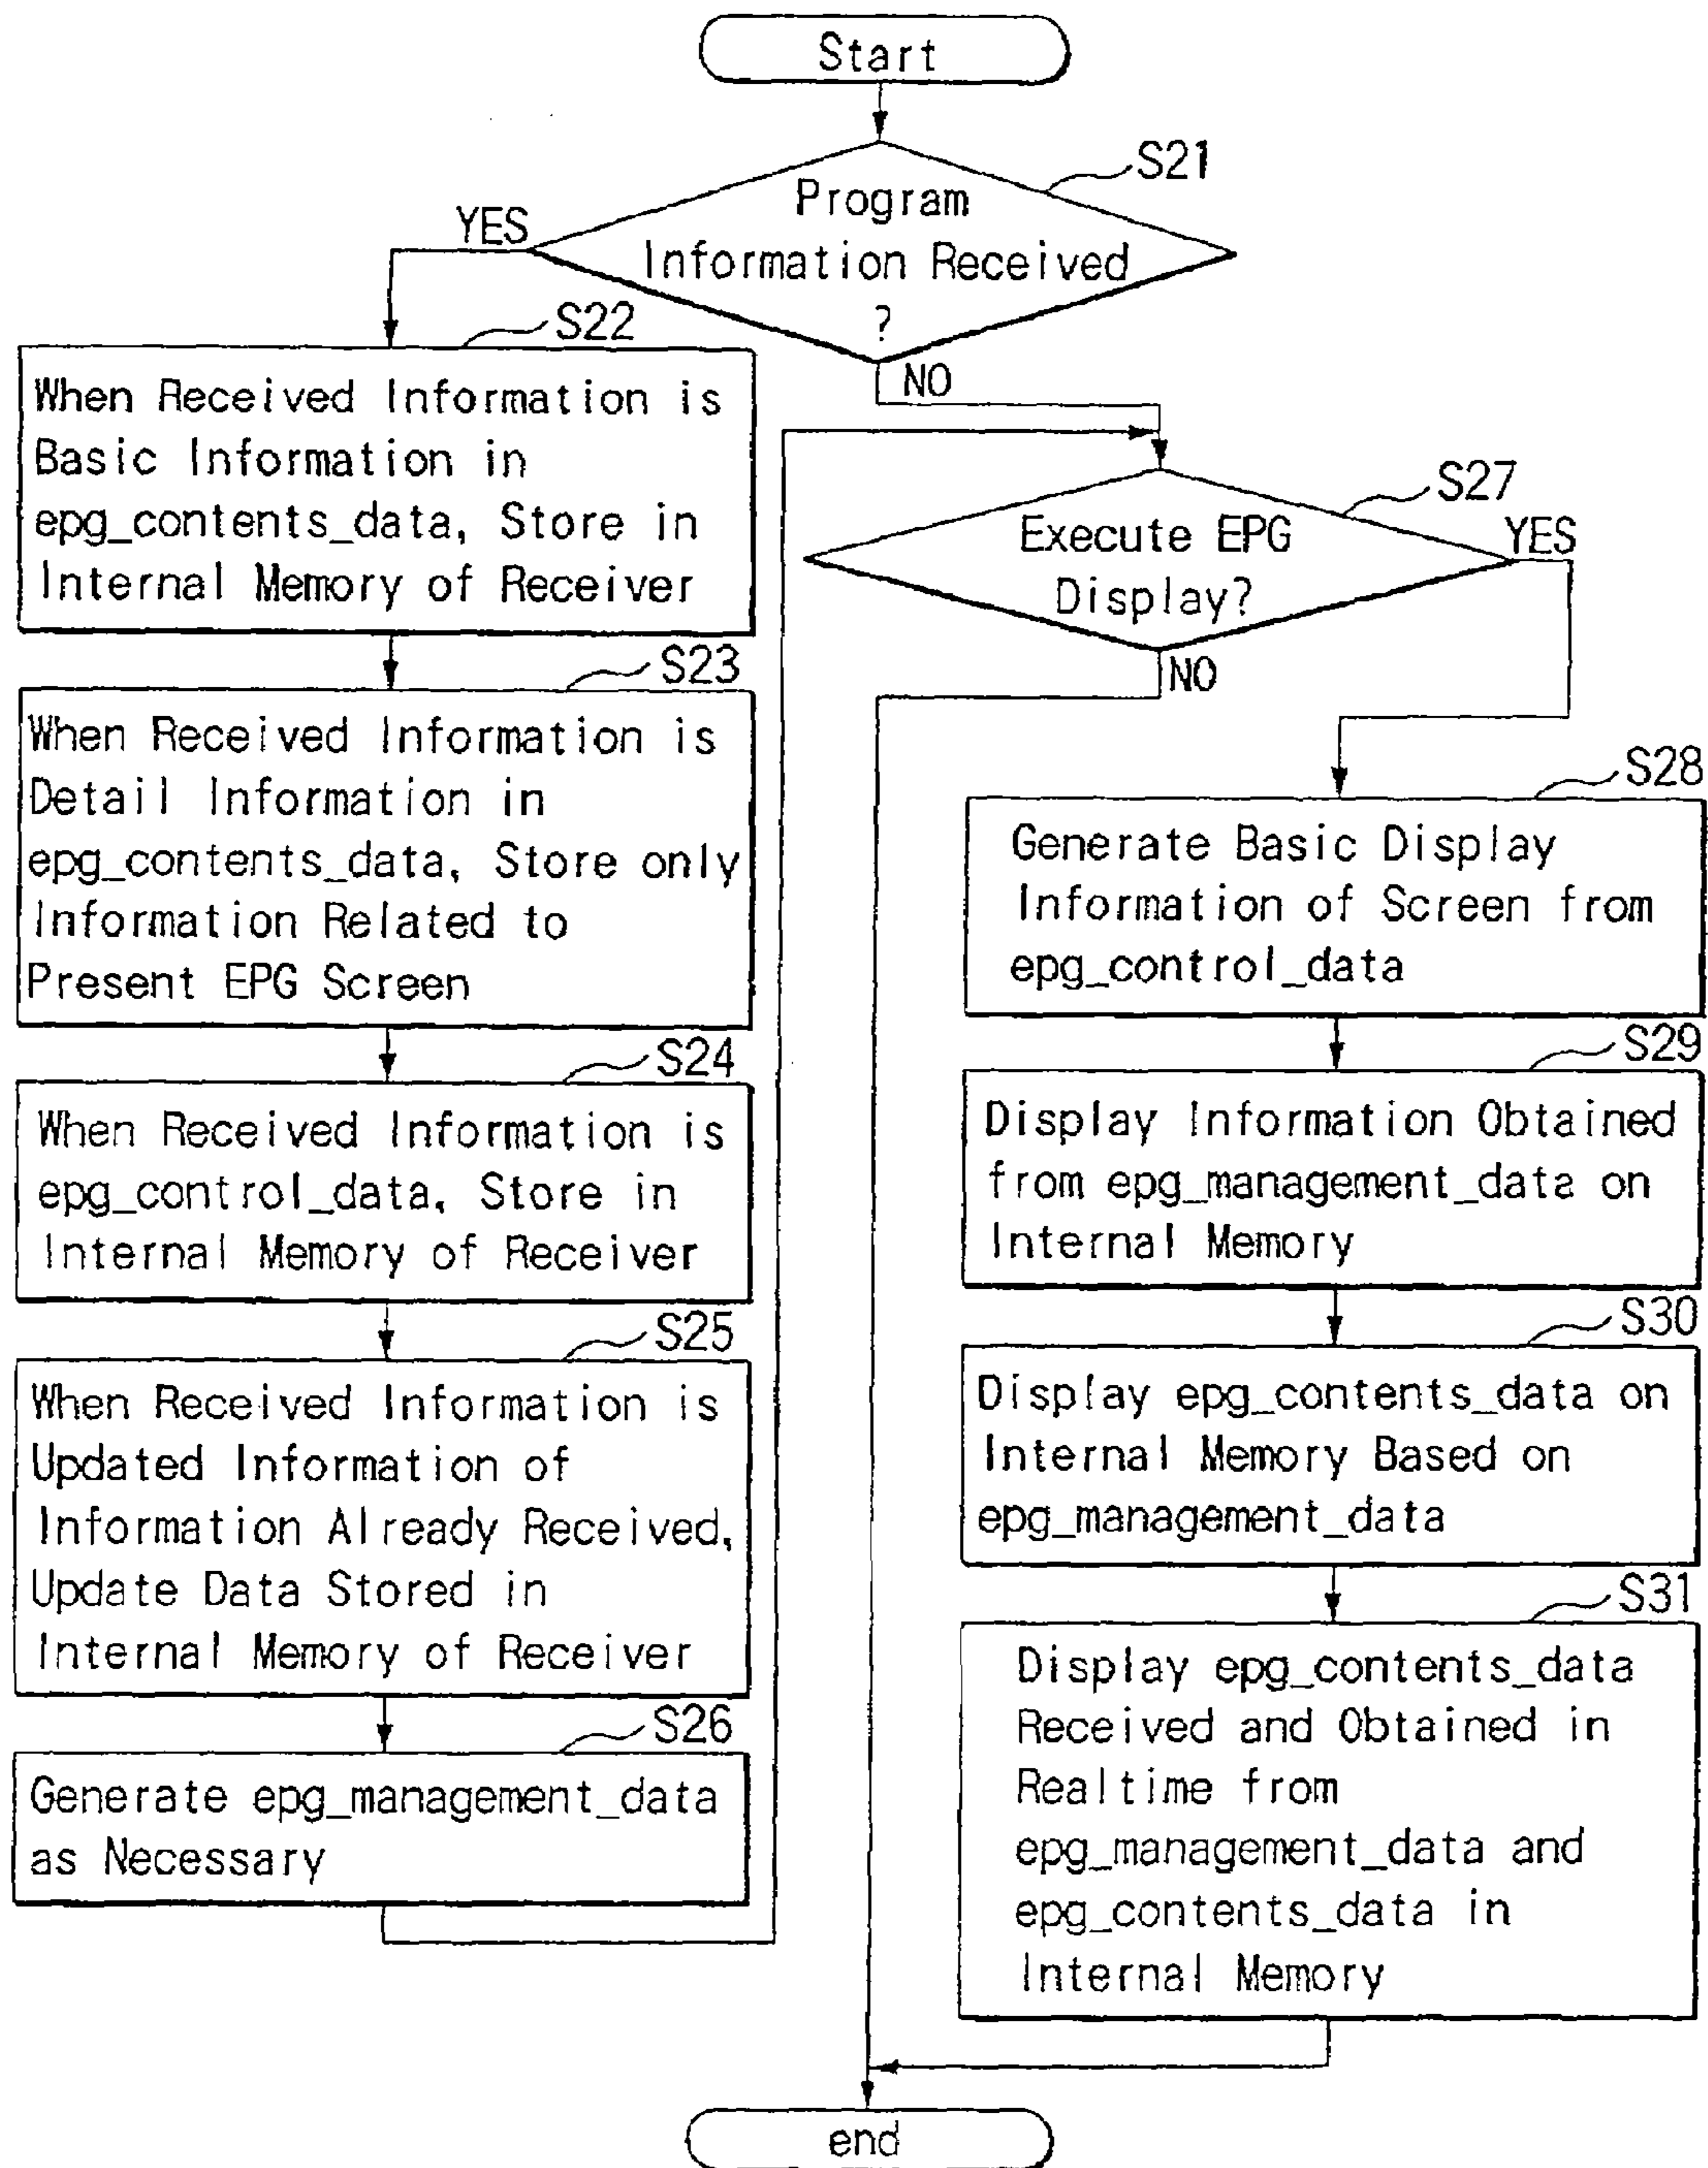 Start
S21
Program
Information Received
?
YES
NO
S22
When Received Information is
Basic Information in
epg_contents_data, Store in
Internal Memory of Receiver
S23
When Received Information is
Detail Information in
epg_contents_data, Store only
Information Related to
Present EPG Screen
S24
When Received Information is
epg_control_data, Store in
Internal Memory of Receiver
S25
When Received Information is
Updated Information of
Information Already Received,
Update Data Stored in
Internal Memory of Receiver
S26
Generate epg_management_data
as Necessary
S27
Execute EPG
Display?
YES
NO
S28
Generate Basic Display
Information of Screen from
epg_control_data
S29
Display Information Obtained
from epg_management_data on
Internal Memory
S30
Display epg_contents_data on
Internal Memory Based on
epg_management_data
S31
Display epg_contents_data
Received and Obtained in
Realtime from
epg_management_data and
epg_contents_data in
Internal Memory
end